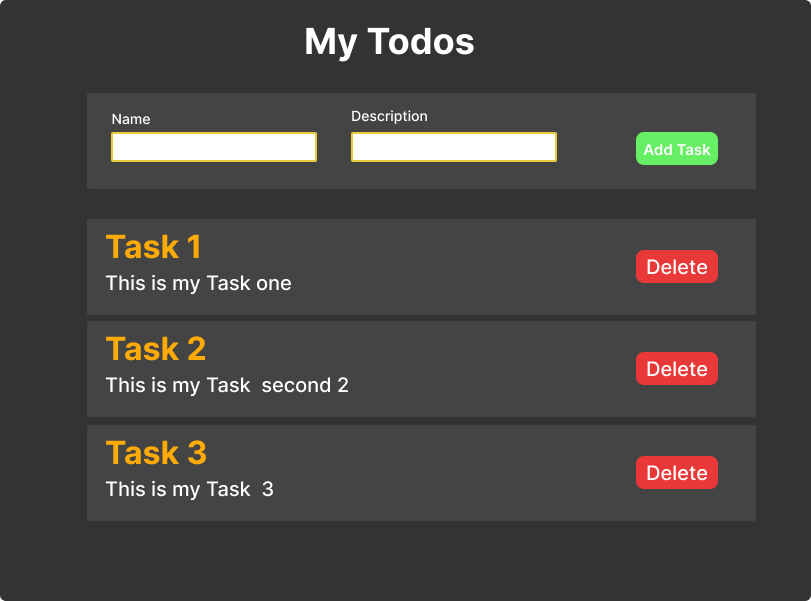 My Todos
Name
Description
Add Task
Task 1
This is my Task one
Delete
Task 2
This is my Task  second 2
Delete
Task 3
This is my Task  3
Delete